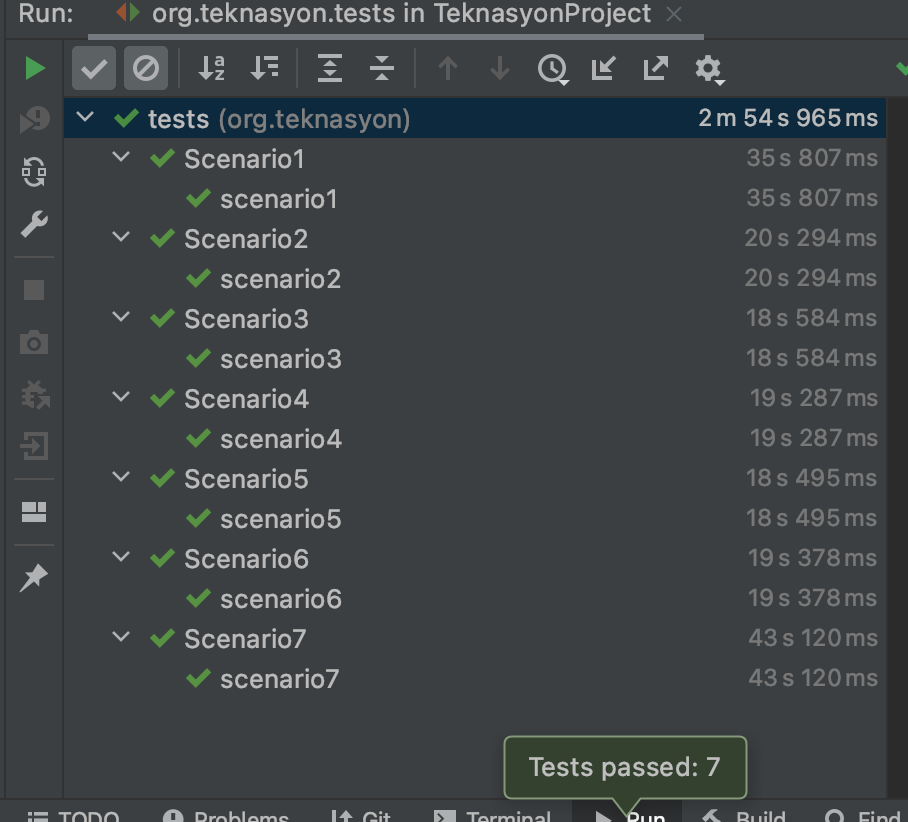 Run: org.teknasyon.tests in TeknasyonProject
tests (org.teknasyon) 2 m 54 s 965 ms
Scenario1 35 s 807 ms
scenario1 35 s 807 ms
Scenario2 20 s 294 ms
scenario2 20 s 294 ms
Scenario3 18 s 584 ms
scenario3 18 s 584 ms
Scenario4 19 s 287 ms
scenario4 19 s 287 ms
Scenario5 18 s 495 ms
scenario5 18 s 495 ms
Scenario6 19 s 378 ms
scenario6 19 s 378 ms
Scenario7 43 s 120 ms
scenario7 43 s 120 ms
Tests passed: 7
TODO Problems Git Terminal Run Build Find